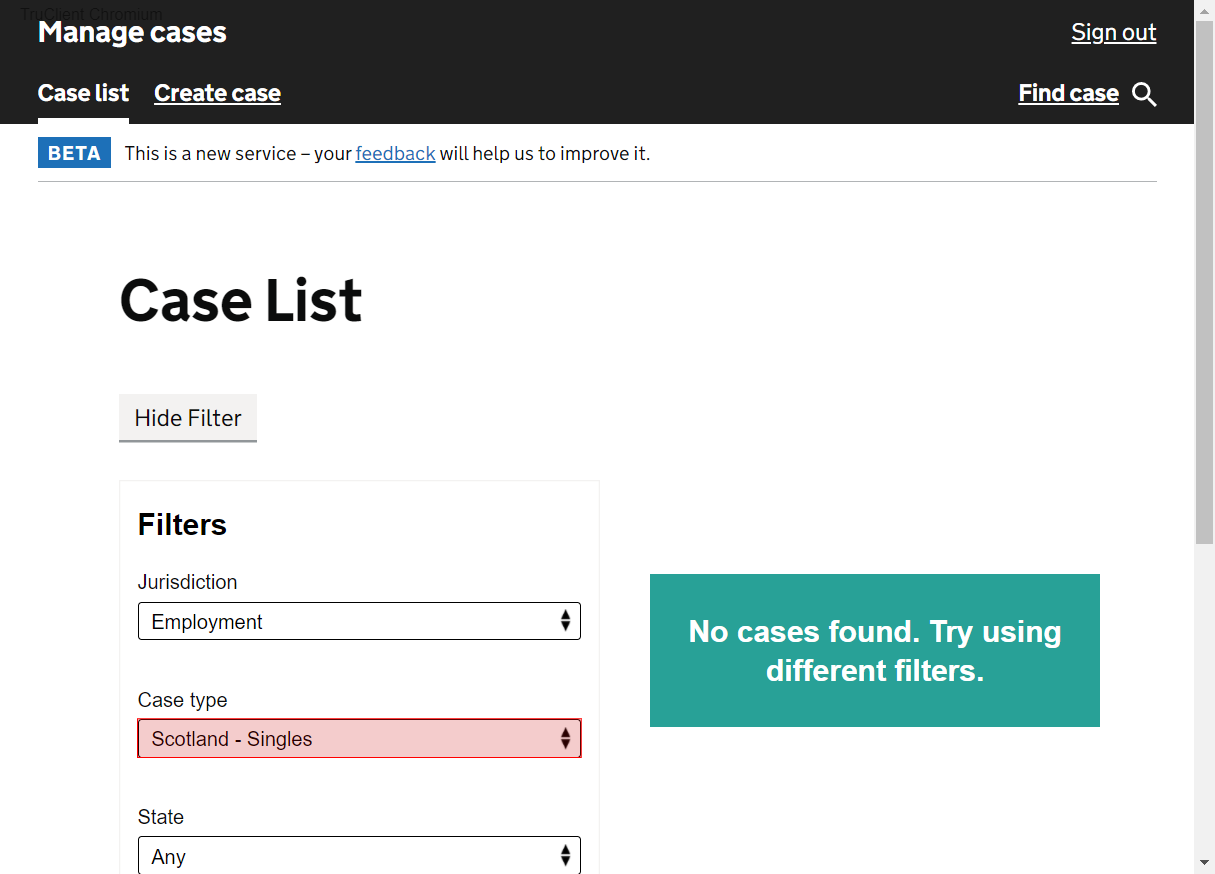 TruClient Chromium
Manage cases
Sign out
Case list Create case
Find case
BETA This is a new service – your feedback will help us to improve it.
Case List
Hide Filter
Filters
Jurisdiction
Employment
No cases found. Try using
different filters.
Case type
Scotland - Singles
State
Any